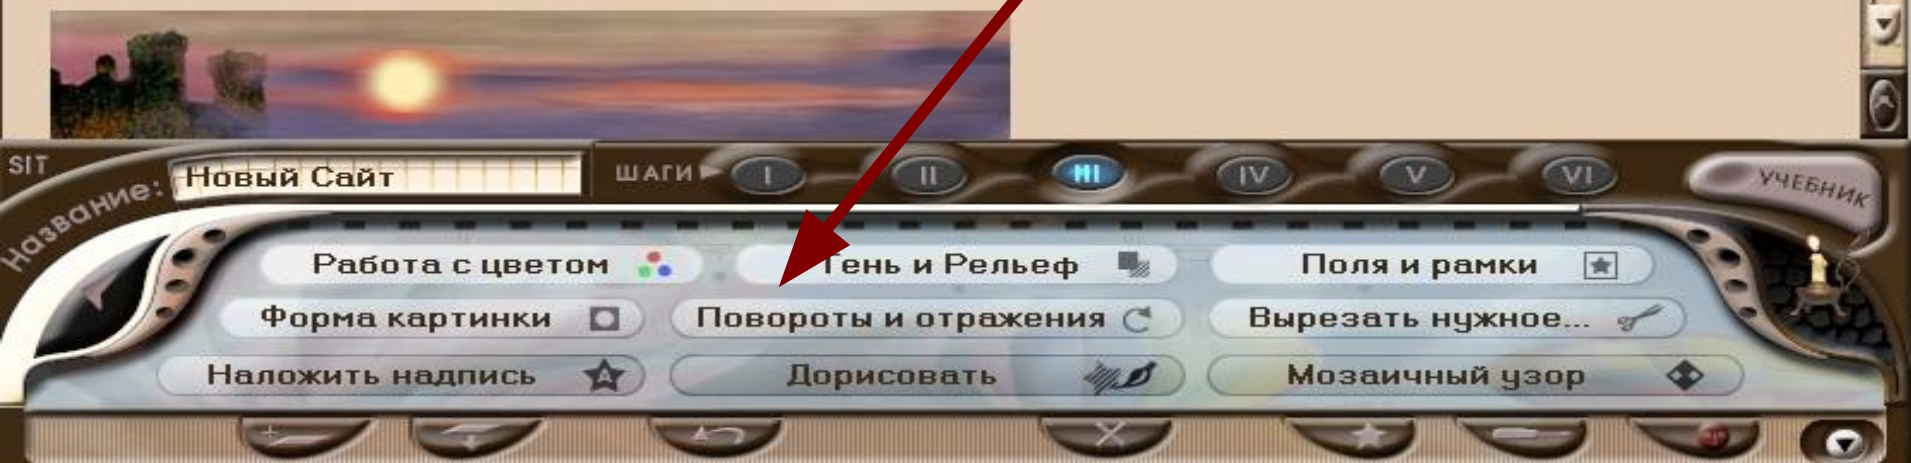 SIT
Название:
Новый Сайт
ШАГИ I II III IV V VI
УЧЕБНИК
Работа с цветом Тень и Рельеф Поля и рамки
Форма картинки Повороты и отражения Вырезать нужное...
Наложить надпись Дорисовать Мозаичный узор